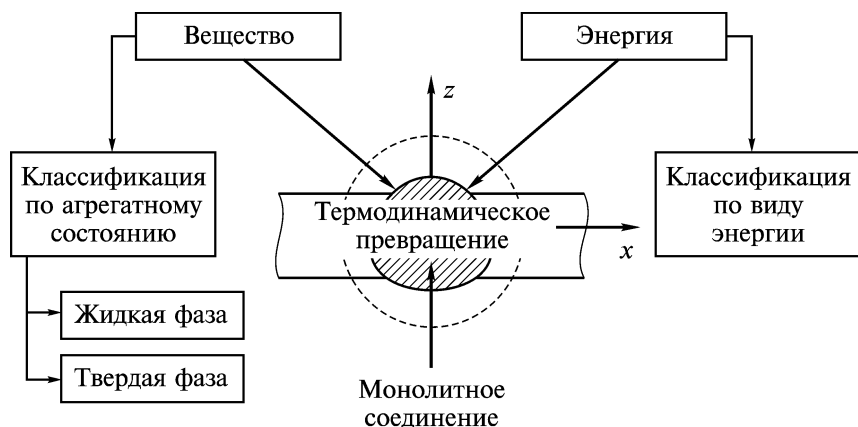 Вещество
Энергия
z
Классификация
по агрегатному
состоянию
Термодинамическое
превращение
x
Классификация
по виду
энергии
Жидкая фаза
Твердая фаза
Монолитное
соединение